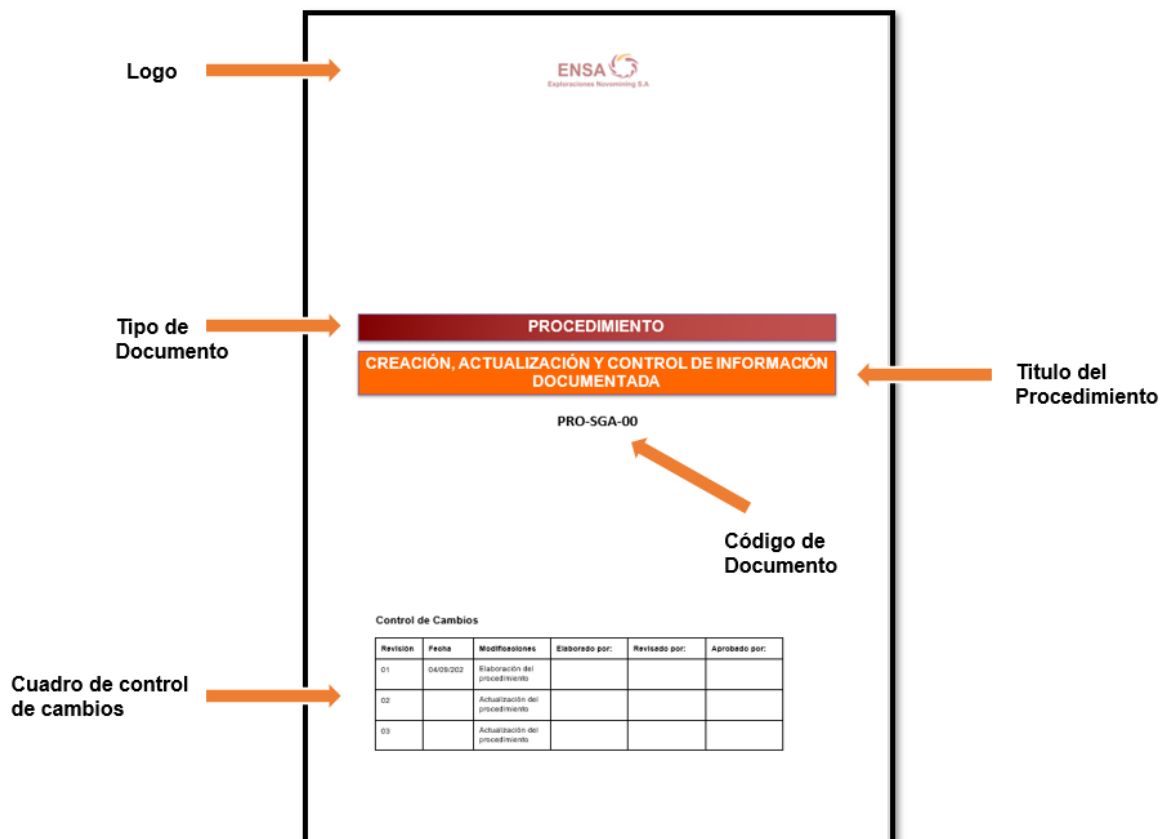 Logo
ENSA
Exploraciones Novomining S.A
Tipo de
Documento
PROCEDIMIENTO
CREACIÓN, ACTUALIZACIÓN Y CONTROL DE INFORMACIÓN
DOCUMENTADA
Titulo del
Procedimiento
PRO-SGA-00
Código de
Documento
Control de Cambios
Revisión Fecha Modificaciones Elaborado por: Revisado por: Aprobado por:
01 04/09/202 Elaboración del
procedimiento
02 Actualización del
procedimiento
03 Actualización del
procedimiento
Cuadro de control
de cambios